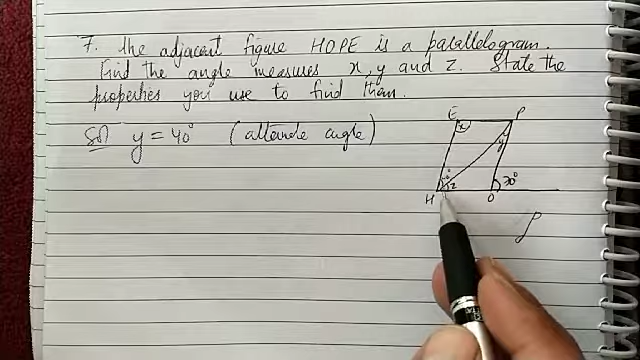 7. The adjacent figure HOPE is a parallelogram.
Find the angle measures x, y and z. State the
properties you use to find than.
Sol y = 40° (alternate angle)
E P
x
y
z 70°
H O
P